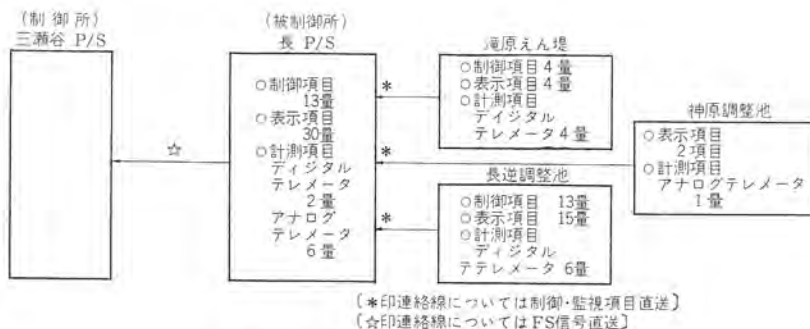 (制 御 所)
三瀬谷 P/S
(被制御所)
長 P/S
○制御項目
13量
○表示項目
30量
○計測項目
ディジタル
テレメータ
2量
アナログ
テレメータ
6量
☆
*
*
*
滝原えん堤
○制御項目4量
○表示項目4量
○計測項目
ディイジタル
テレメータ4量
神原調整池
○表示項目
2項目
○計測項目
アナログテレメータ
1量
長逆調整池
○制御項目 13量
○表示項目 15量
○計測項目
ディジタル
テテレメータ 6量
〔*印連絡線については制御・監視項目直送〕
〔☆印連絡線についてはFS信号直送〕